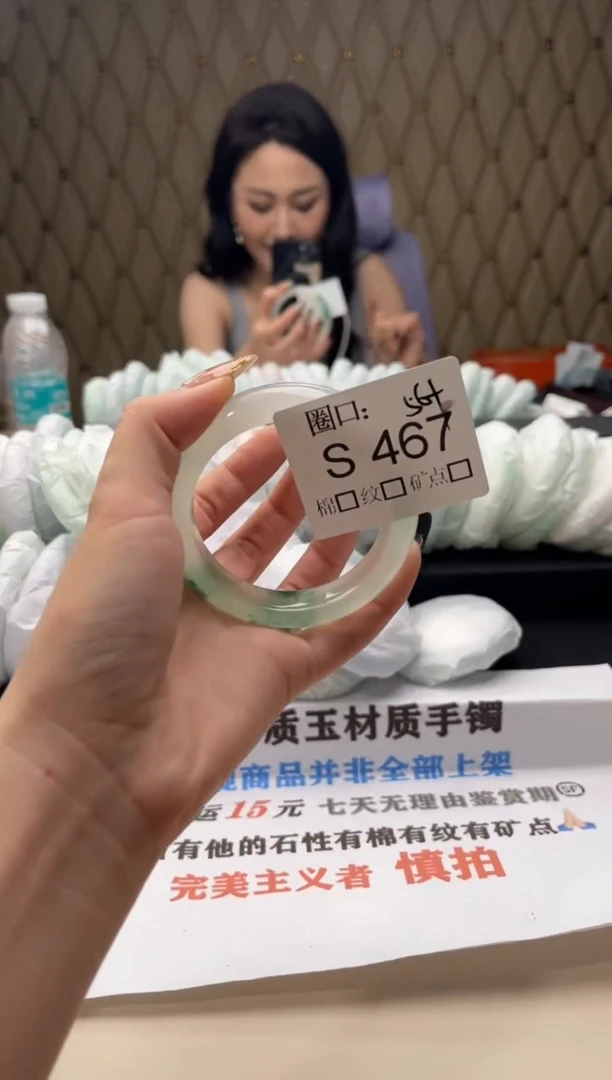 圈口：
S 467
棉□纹□矿点□
质玉材质手镯
商品并非全部上架
运15元 七天无理由鉴赏期 SF
有他的石性有棉有纹有矿点🙏
完美主义者 慎拍